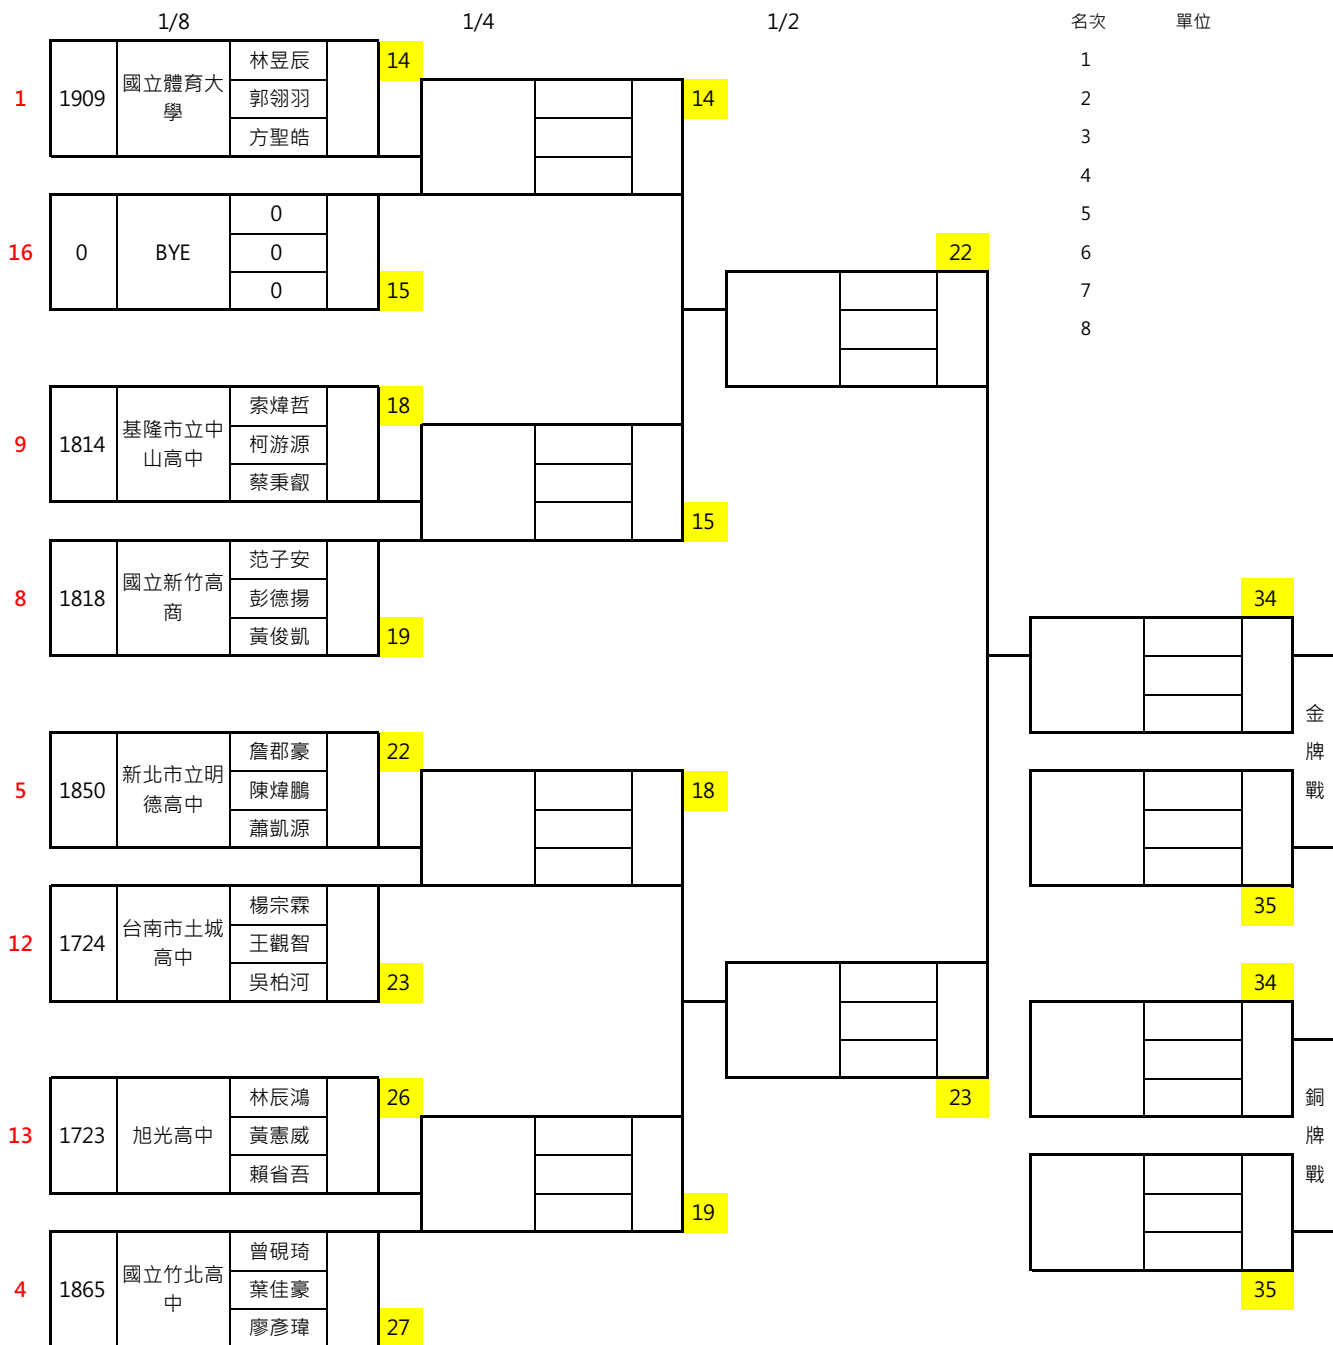 1/8 1/4 1/2 名次 單位
林昱辰 14 1
1 1909 國立體育大學 郭翎羽 14 2
方聖皓 3
4
0 5
16 0 BYE 0 22 6
0 15 7
8
索煒哲 18
9 1814 基隆市立中山高中 柯游源
蔡秉叡
15
范子安
8 1818 國立新竹高商 彭德揚 34
黃俊凱 19
金
牌
戰
詹郡豪 22
5 1850 新北市立明德高中 陳煒鵬 18
蕭凱源
楊宗霖 35
12 1724 台南市土城高中 王觀智
吳柏河 23 34
林辰鴻 26 23 銅
13 1723 旭光高中 黃憲威 牌
賴省吾 戰
19
曾硯琦
4 1865 國立竹北高中 葉佳豪 35
廖彥瑋 27